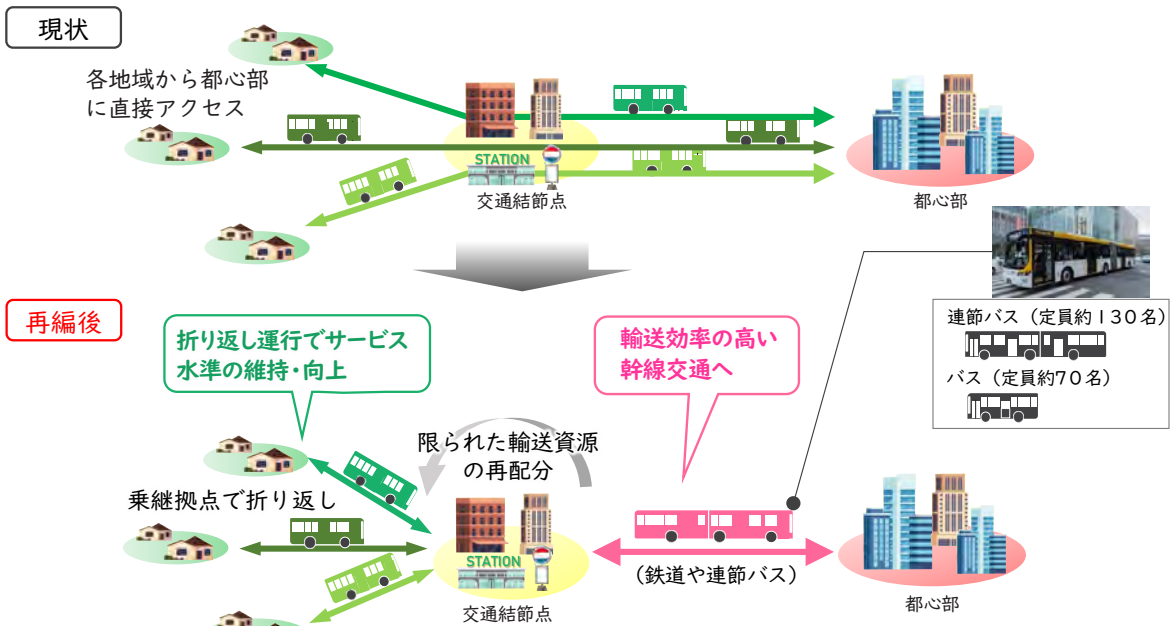 現状
各地域から都心部
に直接アクセス
STATION
交通結節点
都心部
再編後
折り返し運行でサービス
水準の維持・向上
輸送効率の高い
幹線交通へ
連節バス（定員約130名）
バス（定員約70名）
限られた輸送資源
の再配分
乗継拠点で折り返し
STATION
（鉄道や連節バス）
交通結節点
都心部